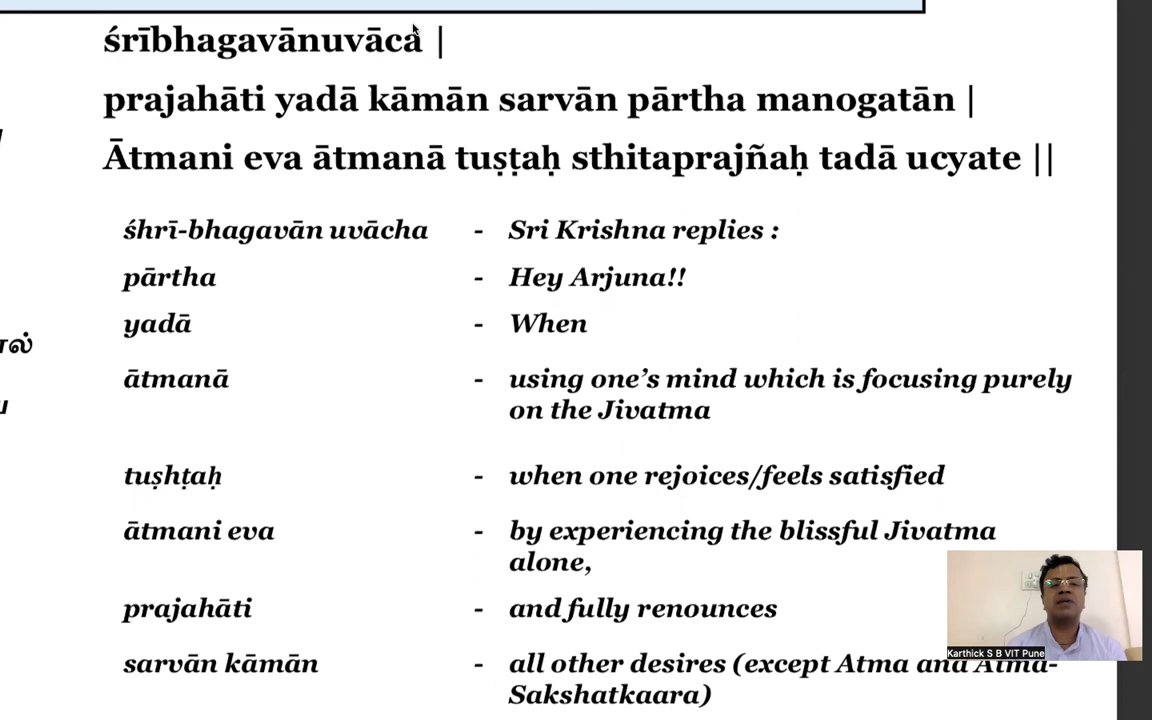 śrībhagavānuvāca |
prajahāti yadā kāmān sarvān pārtha manogatān |
Ātmani eva ātmanā tuṣṭaḥ sthitaprajñaḥ tadā ucyate ||
śhrī-bhagavān uvācha - Sri Krishna replies :
pārtha - Hey Arjuna!!
yadā - When
ātmanā - using one’s mind which is focusing purely
on the Jivatma
tuṣhṭaḥ - when one rejoices/feels satisfied
ātmani eva - by experiencing the blissful Jivatma
alone,
prajahāti - and fully renounces
sarvān kāmān - all other desires (except Atma and Atma-
Sakshatkaara)
Karthick S B VIT Pune